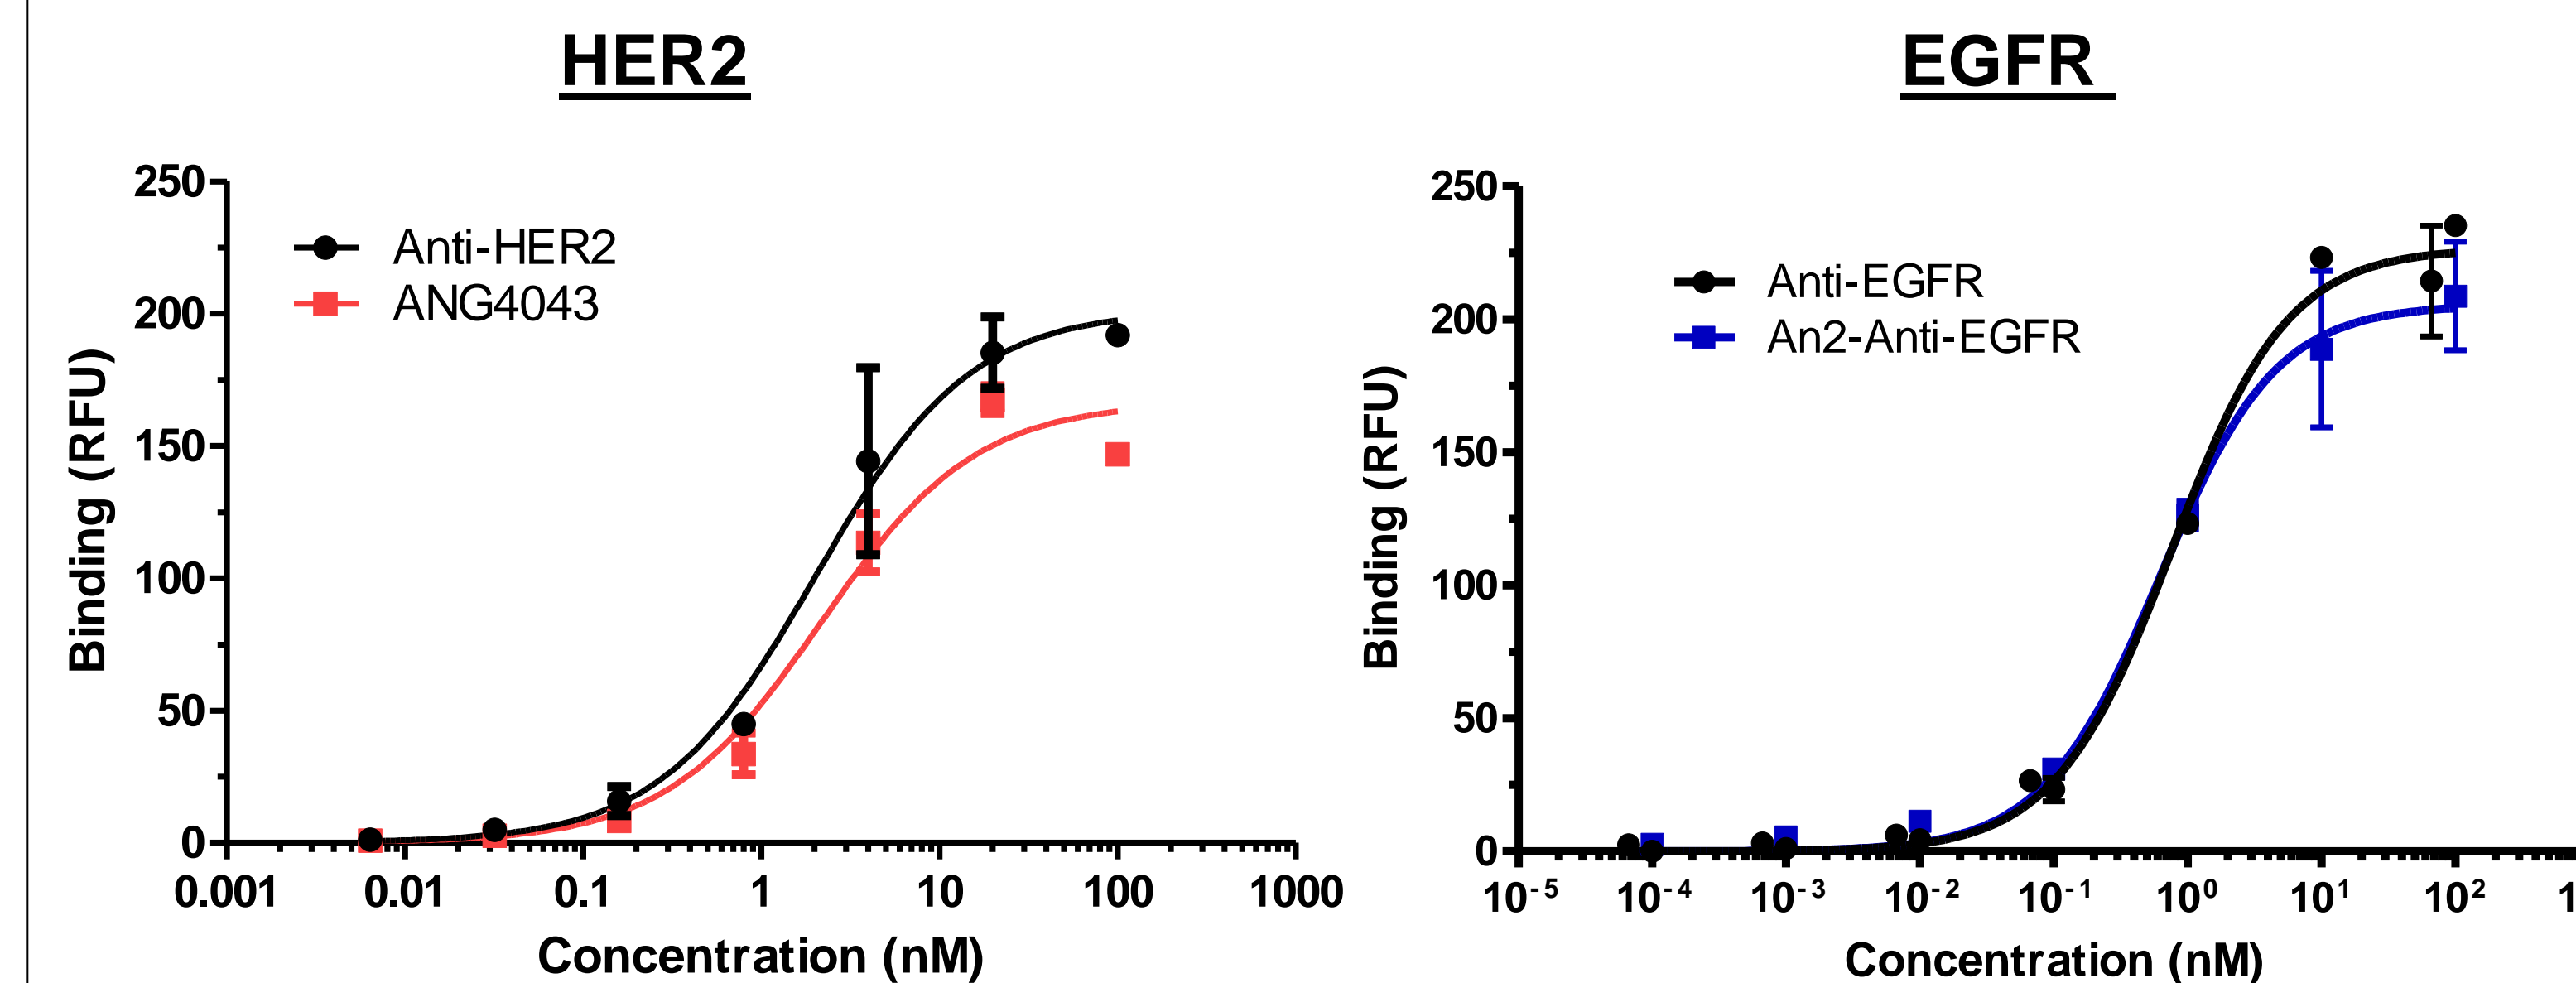 HER2
250
200
150
100
50
0
Binding (RFU)
Anti-HER2
ANG4043
0.001 0.01 0.1 1 10 100 1000
Concentration (nM)
EGFR
250
200
150
100
50
0
Binding (RFU)
Anti-EGFR
An2-Anti-EGFR
10⁻⁵ 10⁻⁴ 10⁻³ 10⁻² 10⁻¹ 10⁰ 10¹ 10²
Concentration (nM)